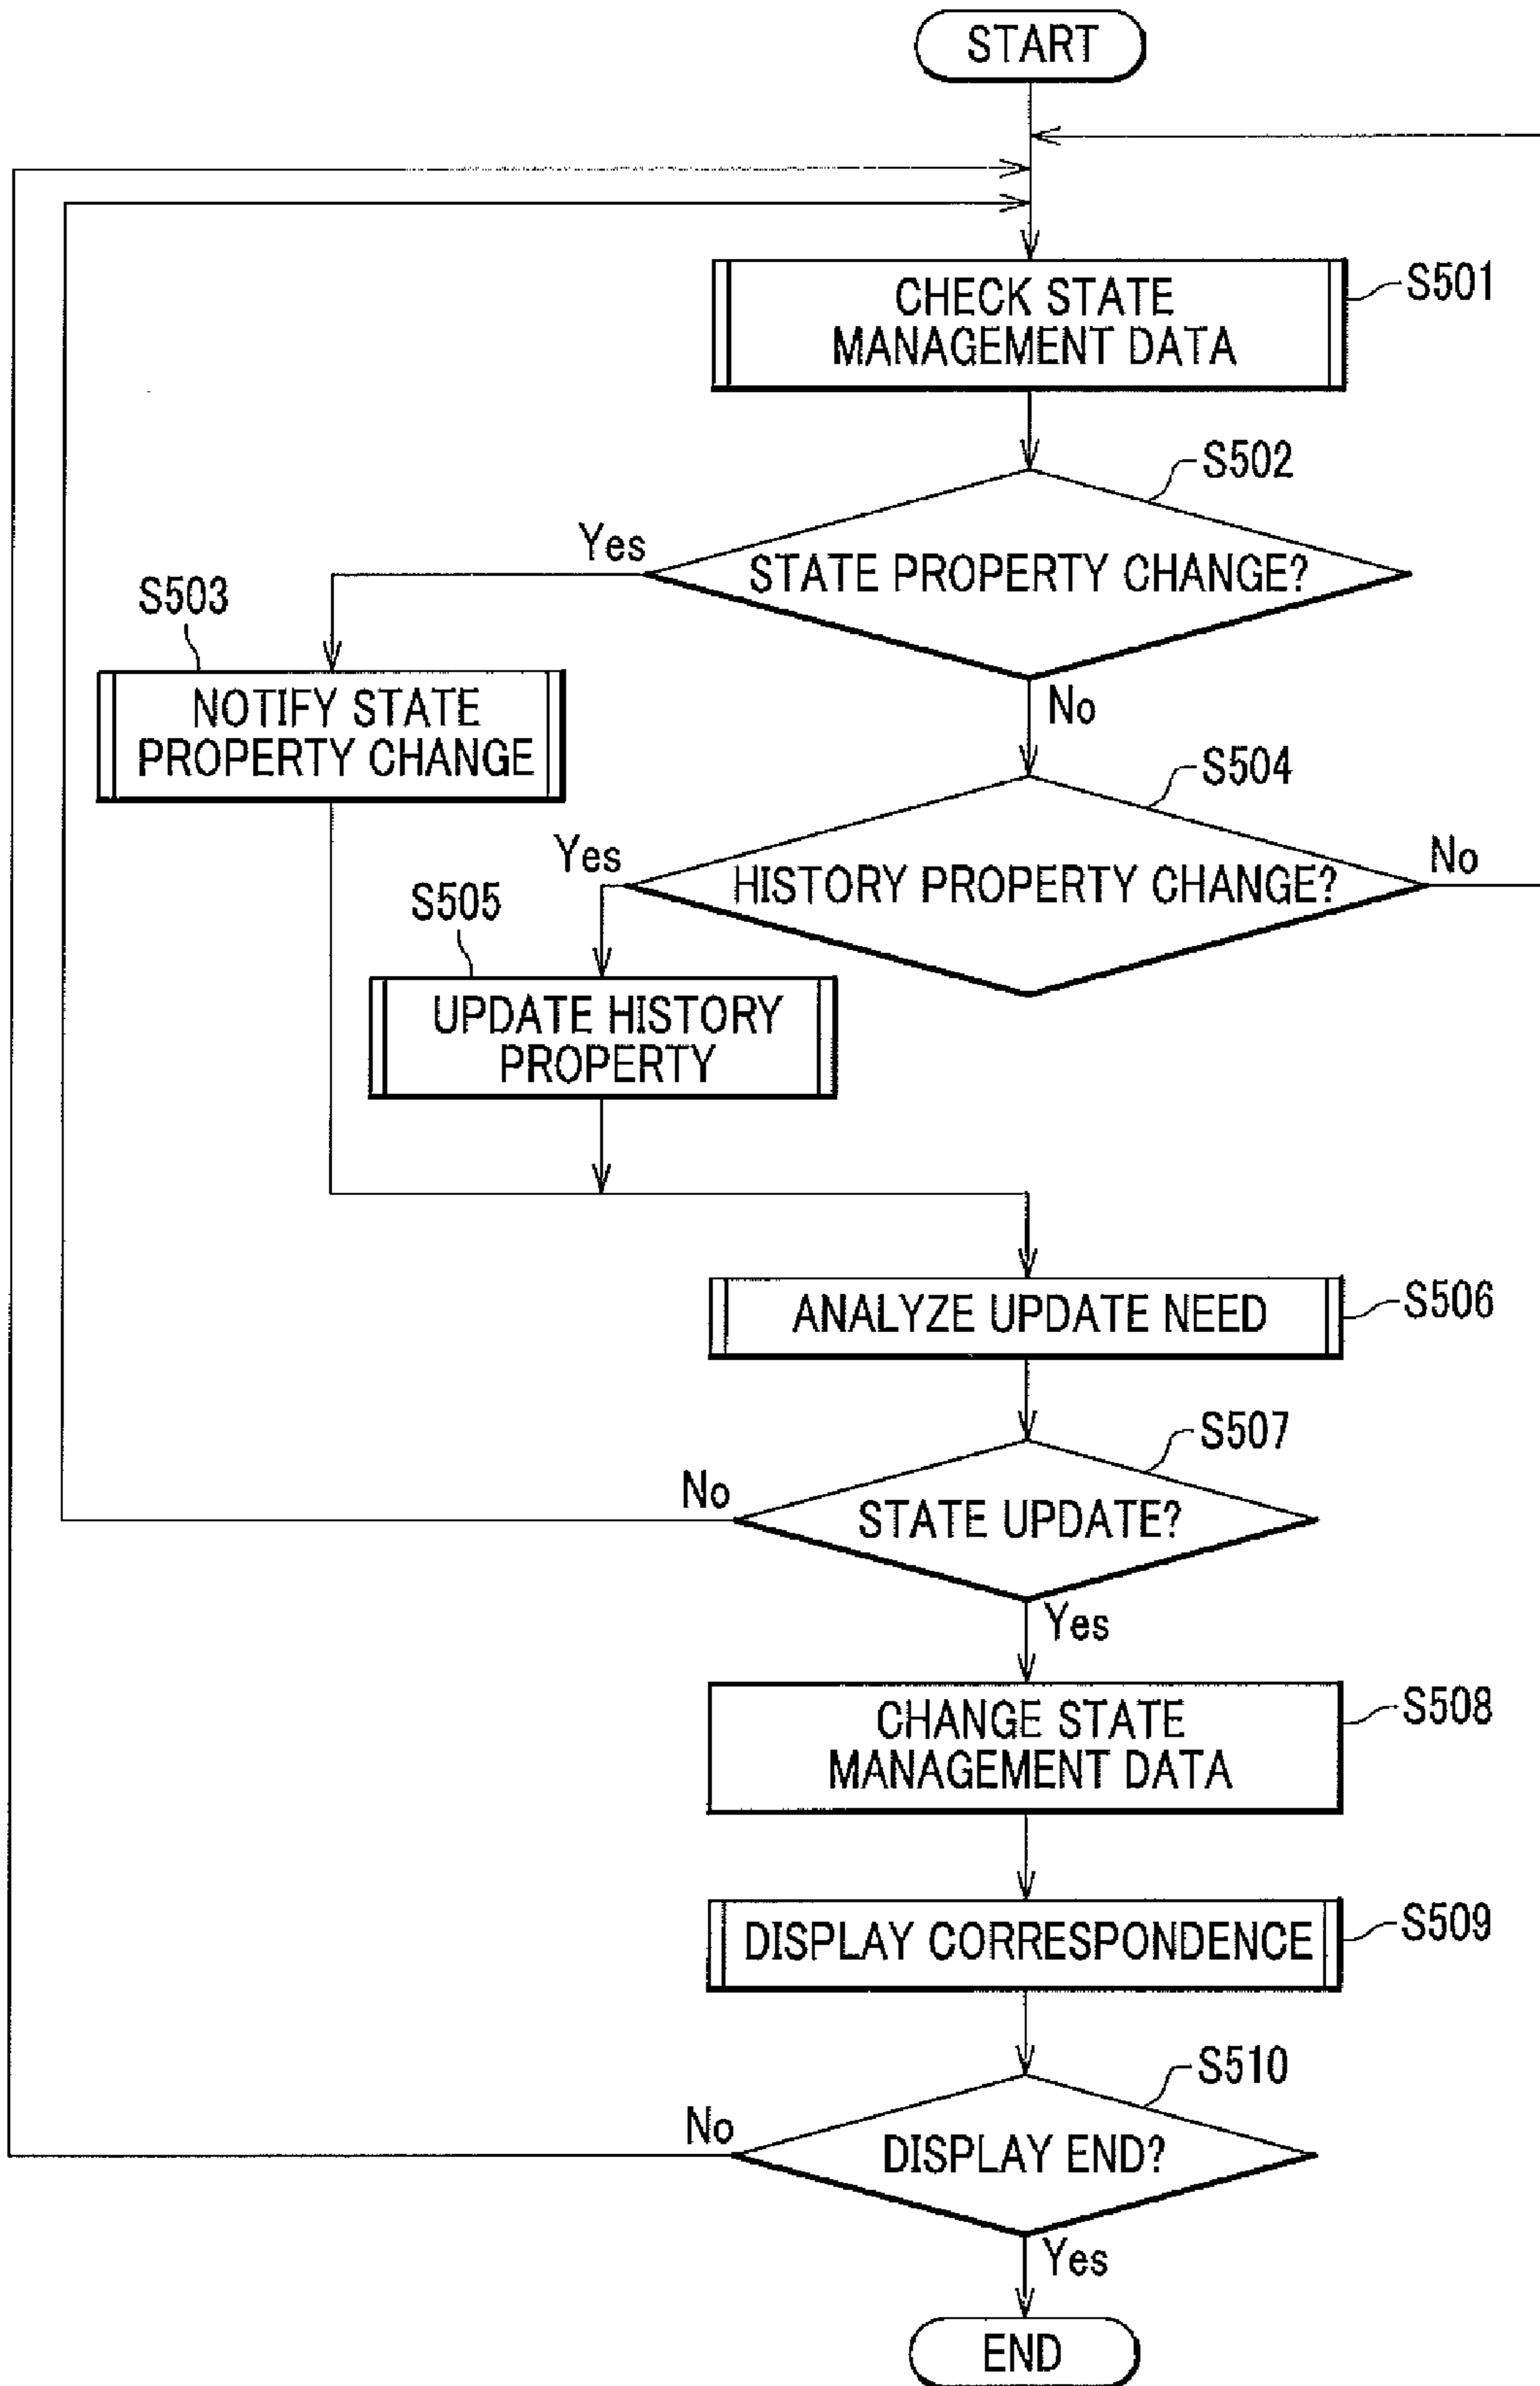 START
CHECK STATE
MANAGEMENT DATA
S501
S502
Yes
STATE PROPERTY CHANGE?
No
S503
NOTIFY STATE
PROPERTY CHANGE
S504
Yes
HISTORY PROPERTY CHANGE?
No
S505
UPDATE HISTORY
PROPERTY
ANALYZE UPDATE NEED
S506
S507
No
STATE UPDATE?
Yes
CHANGE STATE
MANAGEMENT DATA
S508
DISPLAY CORRESPONDENCE
S509
S510
No
DISPLAY END?
Yes
END